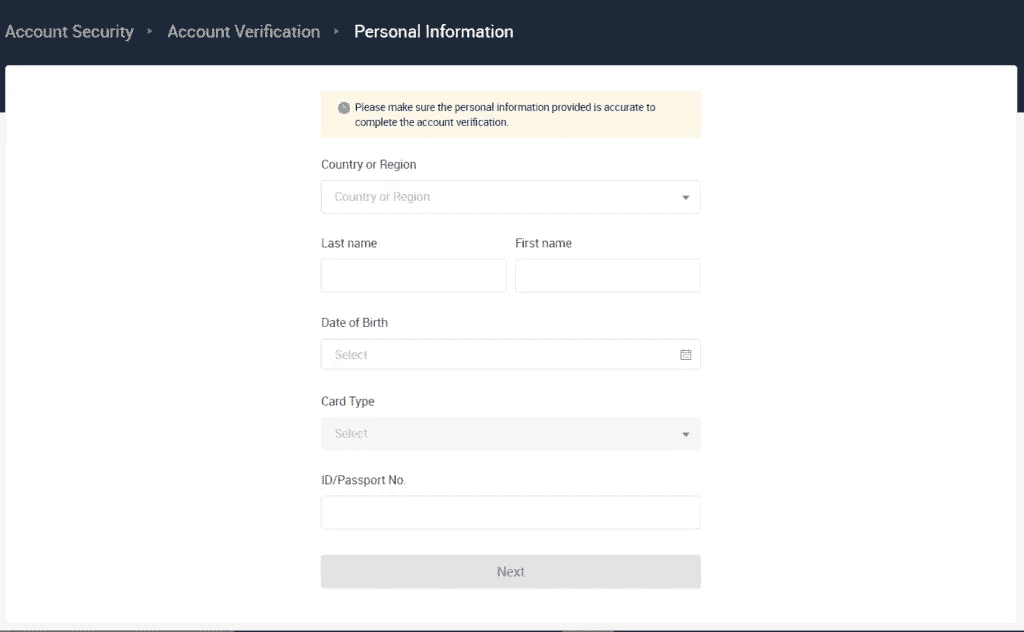 Account Security
Account Verification
Personal Information
Please make sure the personal information provided is accurate to
complete the account verification.
Country or Region
Country or Region
Last name
First name
Date of Birth
Select
Card Type
Select
ID/Passport No.
Next